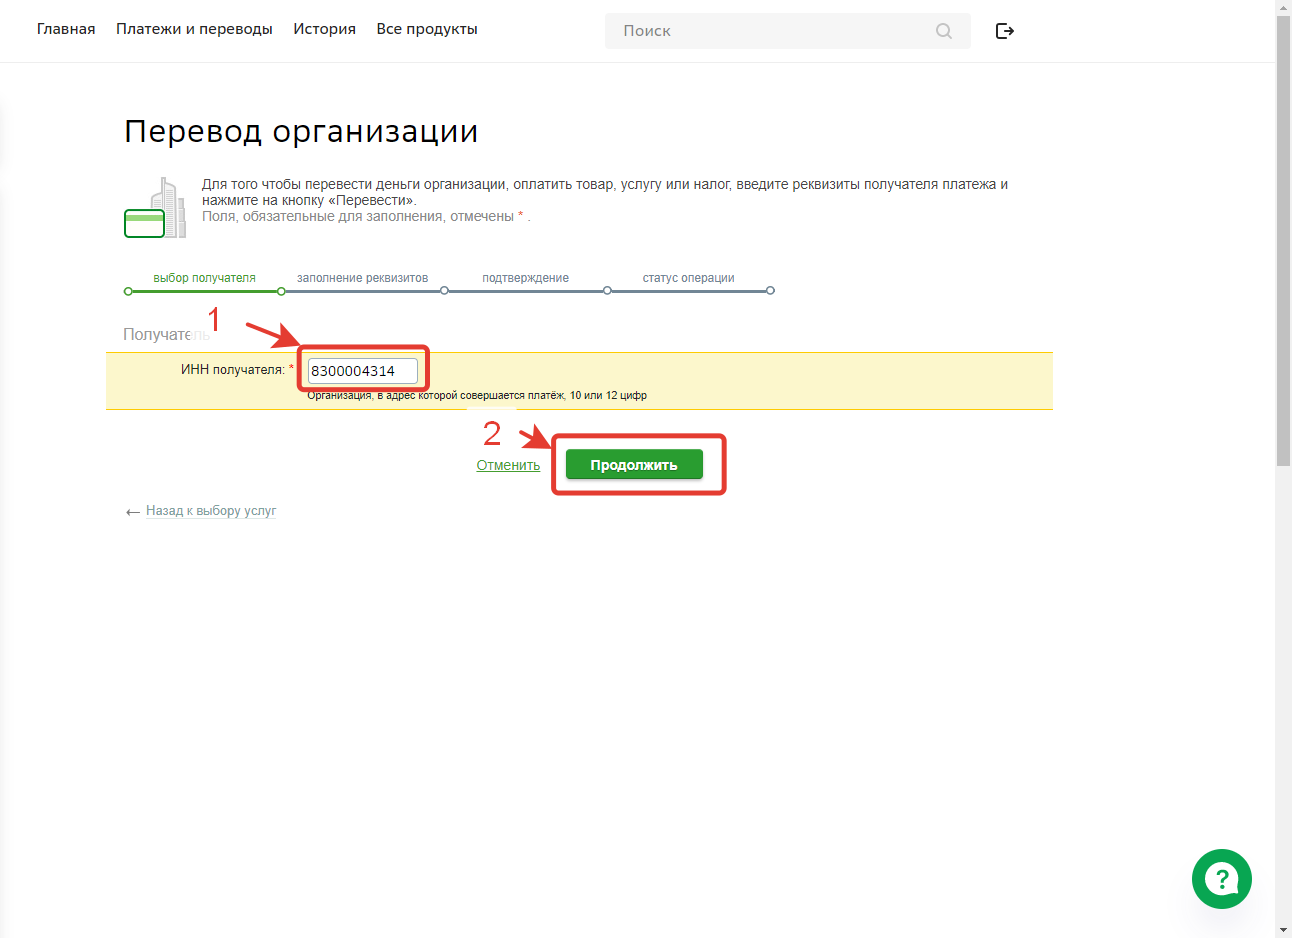 Главная Платежи и переводы История Все продукты Поиск
Перевод организации
Для того чтобы перевести деньги организации, оплатить товар, услугу или налог, введите реквизиты получателя платежа и
нажмите на кнопку «Перевести».
Поля, обязательные для заполнения, отмечены * .
выбор получателя заполнение реквизитов подтверждение статус операции
1
Получатель
ИНН получателя: * 8300004314
Организация, в адрес которой совершается платёж, 10 или 12 цифр
2
Отменить Продолжить
← Назад к выбору услуг
?